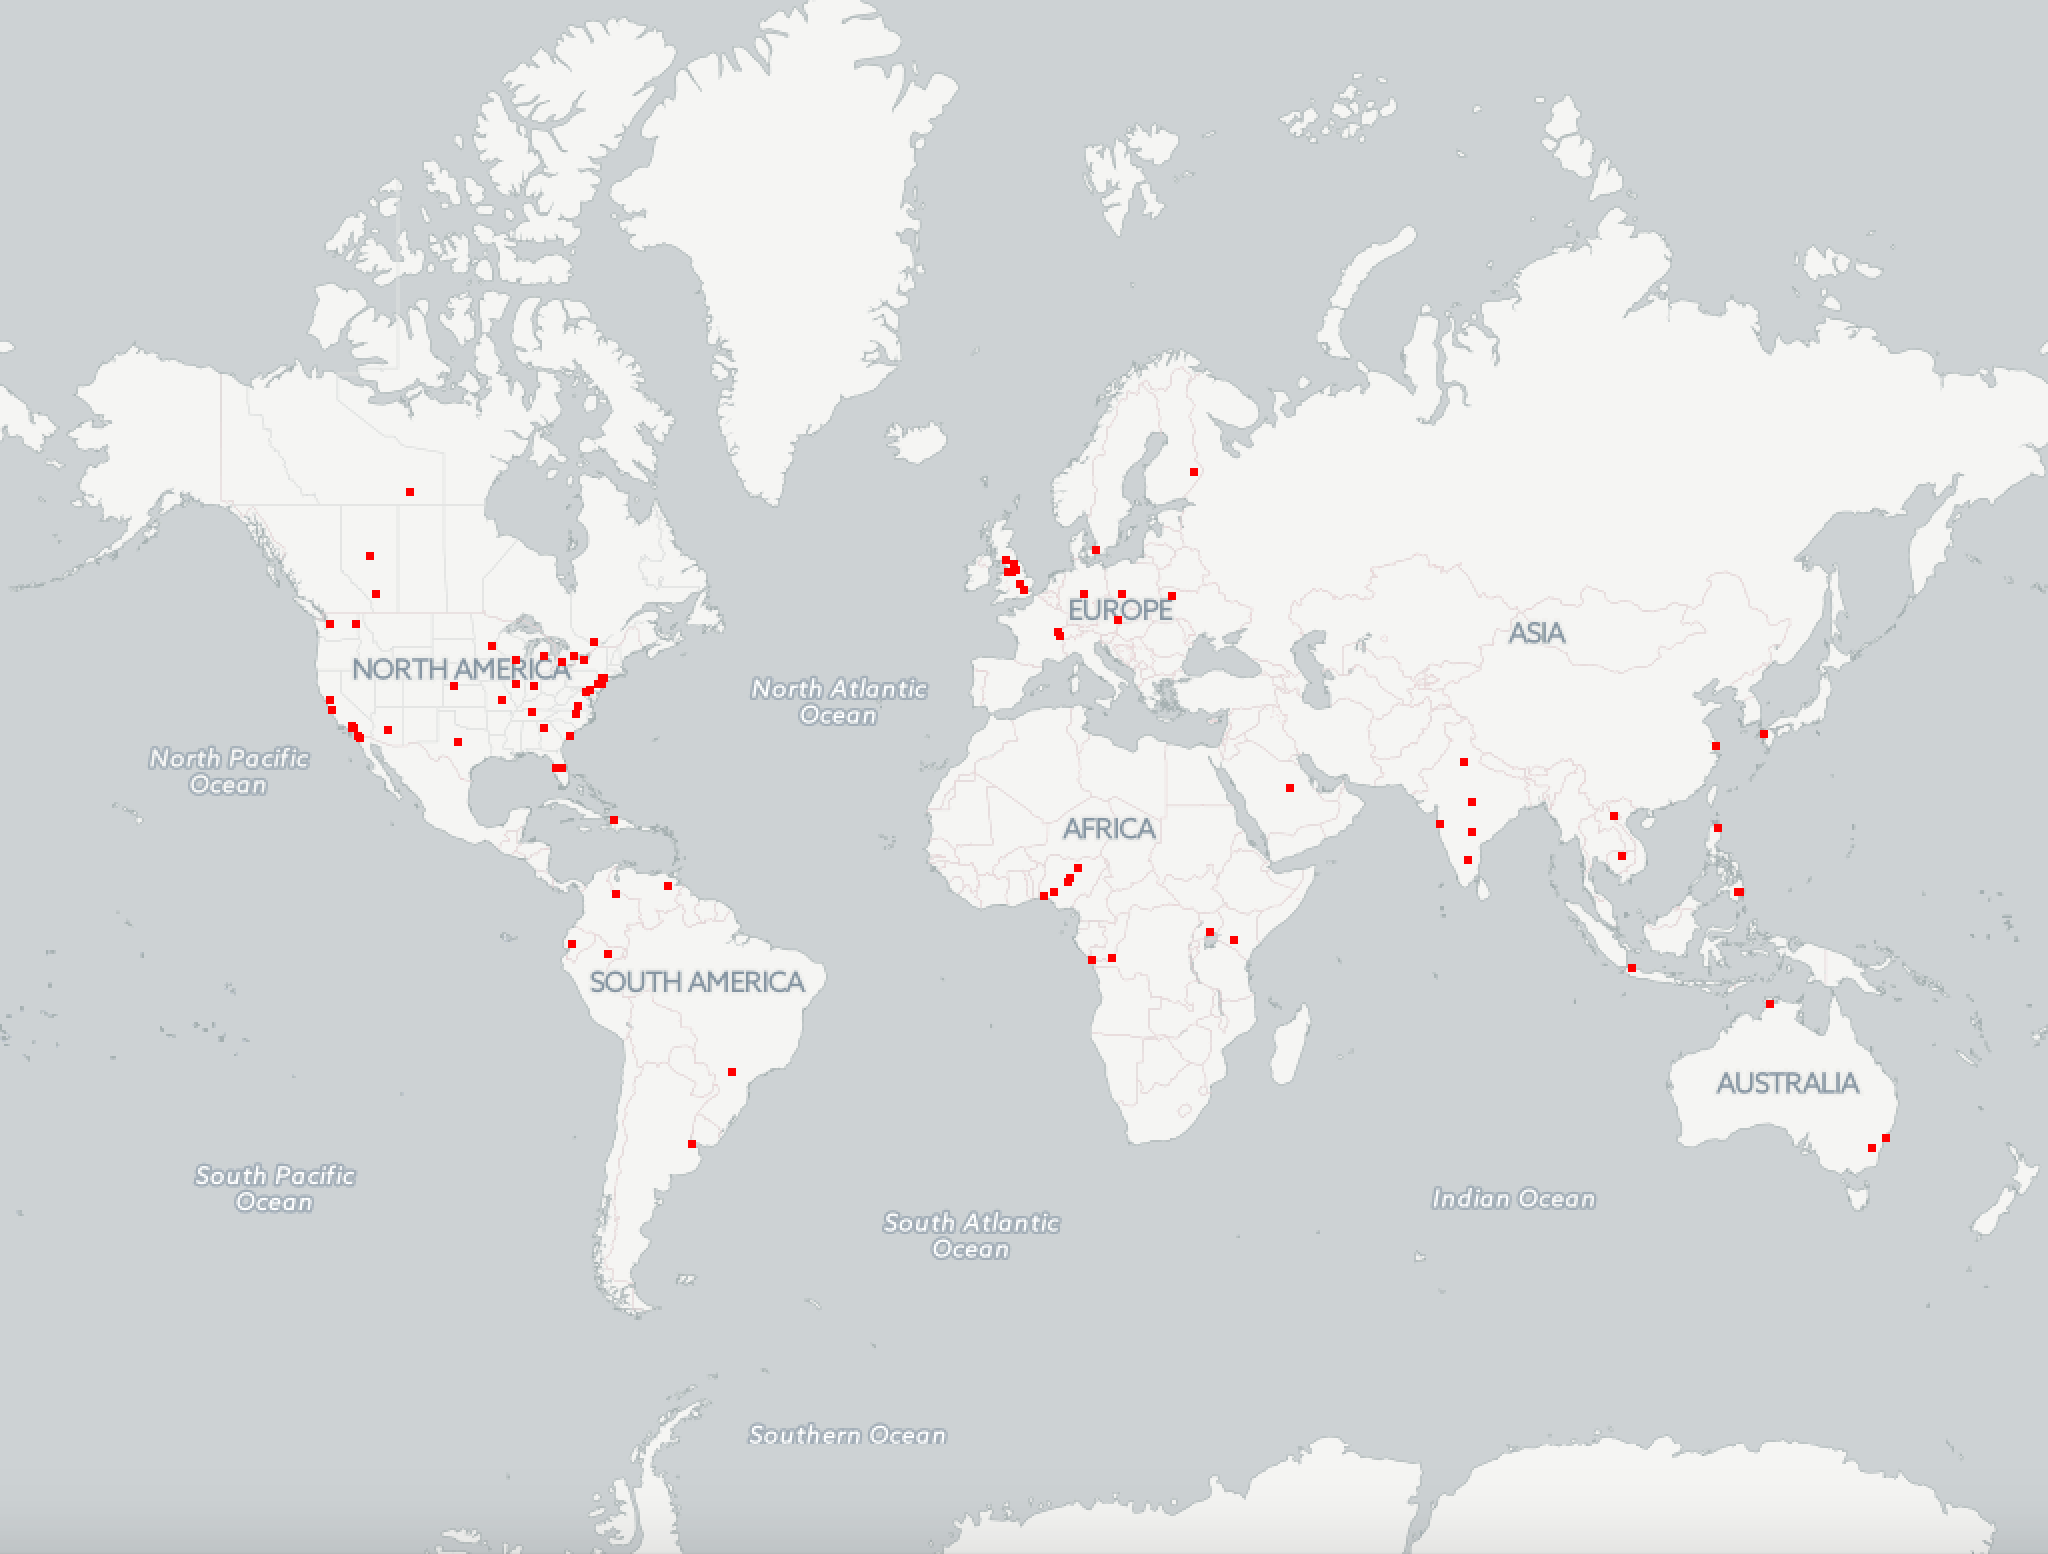 EUROPE
ASIA
NORTH AMERICA
North Atlantic
Ocean
North Pacific
Ocean
AFRICA
SOUTH AMERICA
AUSTRALIA
South Pacific
Ocean
Indian Ocean
South Atlantic
Ocean
Southern Ocean